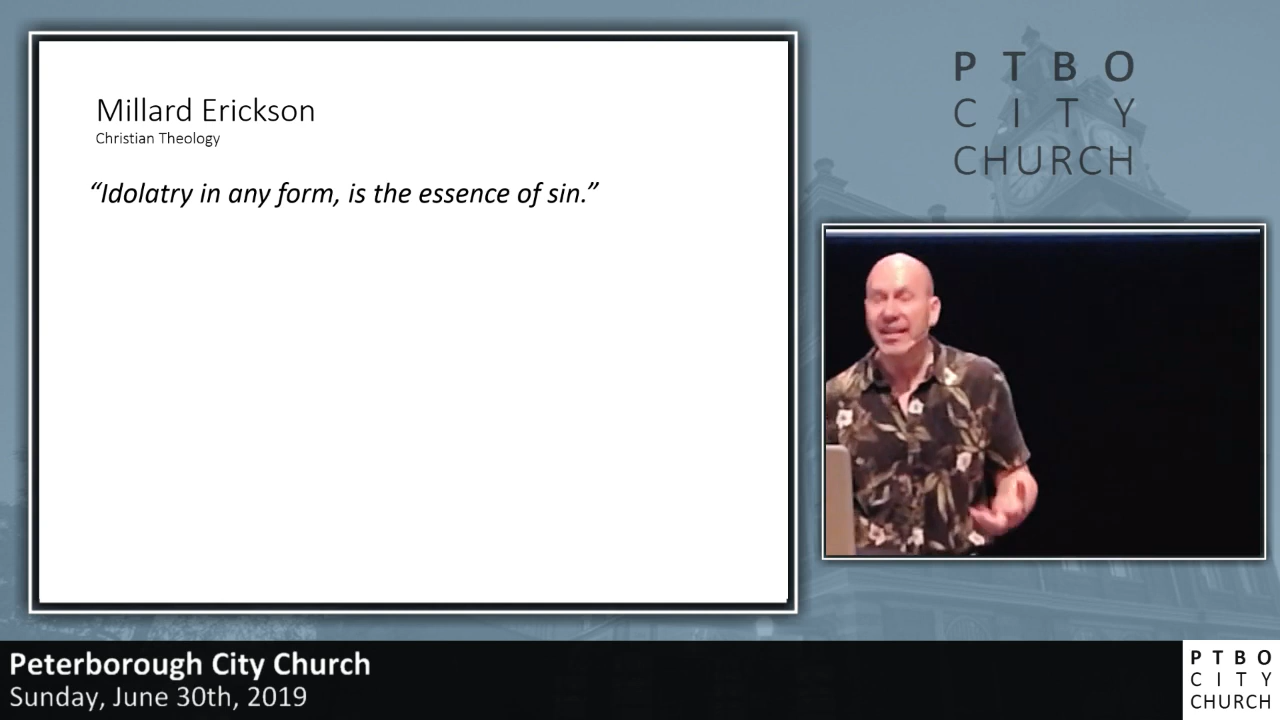 Millard Erickson
Christian Theology
“Idolatry in any form, is the essence of sin.”
P T B O
C I T Y
CHURCH
Peterborough City Church
Sunday, June 30th, 2019
P T B O
C I T Y
CHURCH